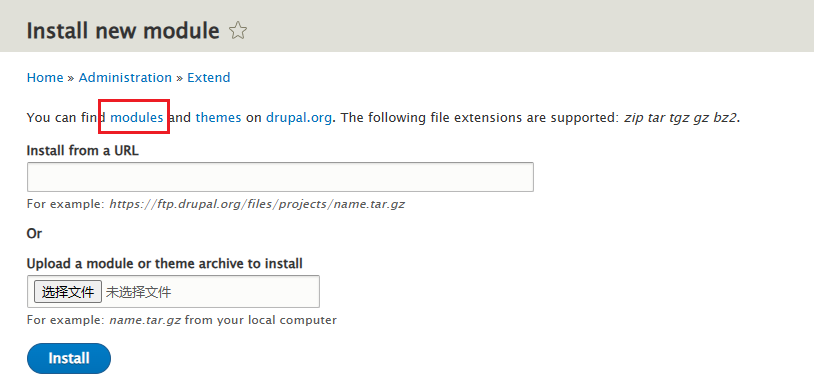 Install new module
Home » Administration » Extend
You can find modules and themes on drupal.org. The following file extensions are supported: zip tar tgz gz bz2.
Install from a URL
For example: https://ftp.drupal.org/files/projects/name.tar.gz
Or
Upload a module or theme archive to install
选择文件 未选择文件
For example: name.tar.gz from your local computer
Install